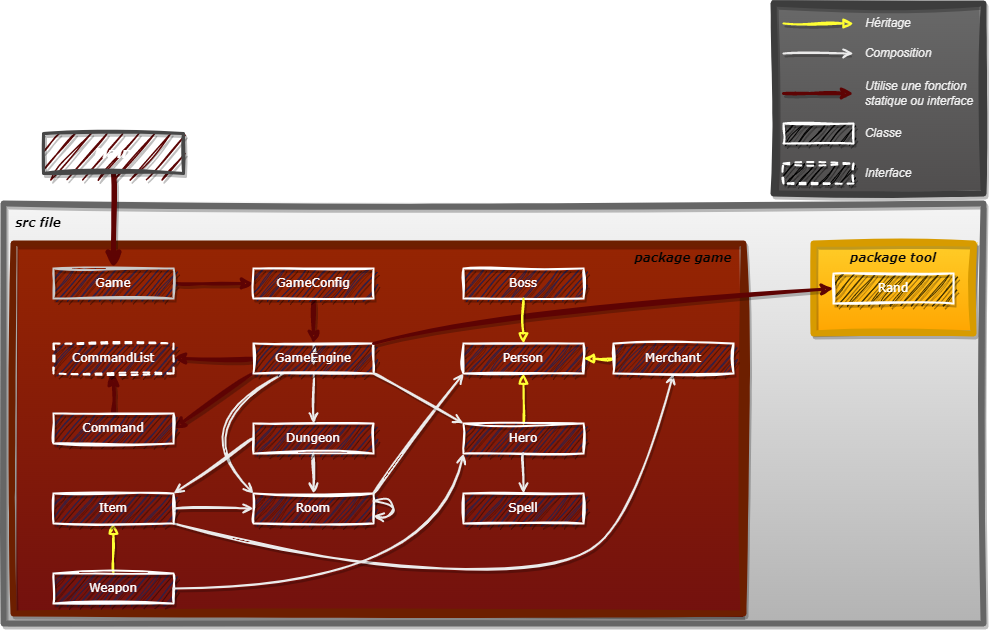 Héritage
Composition
Utilise une fonction
statique ou interface
Classe
Interface
src file
package game
package tool
Game
GameConfig
Boss
Rand
CommandList
GameEngine
Person
Merchant
Command
Dungeon
Hero
Item
Room
Spell
Weapon